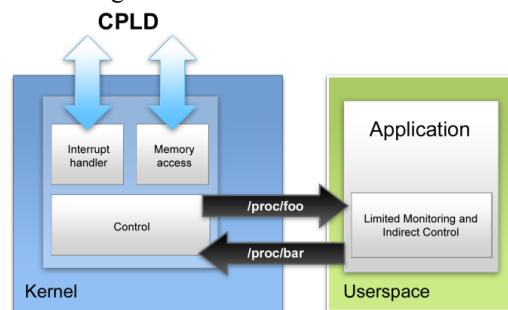 CPLD
Interrupt
handler
Memory
access
Control
Kernel
/proc/foo
/proc/bar
Application
Limited Monitoring and
Indirect Control
Userspace